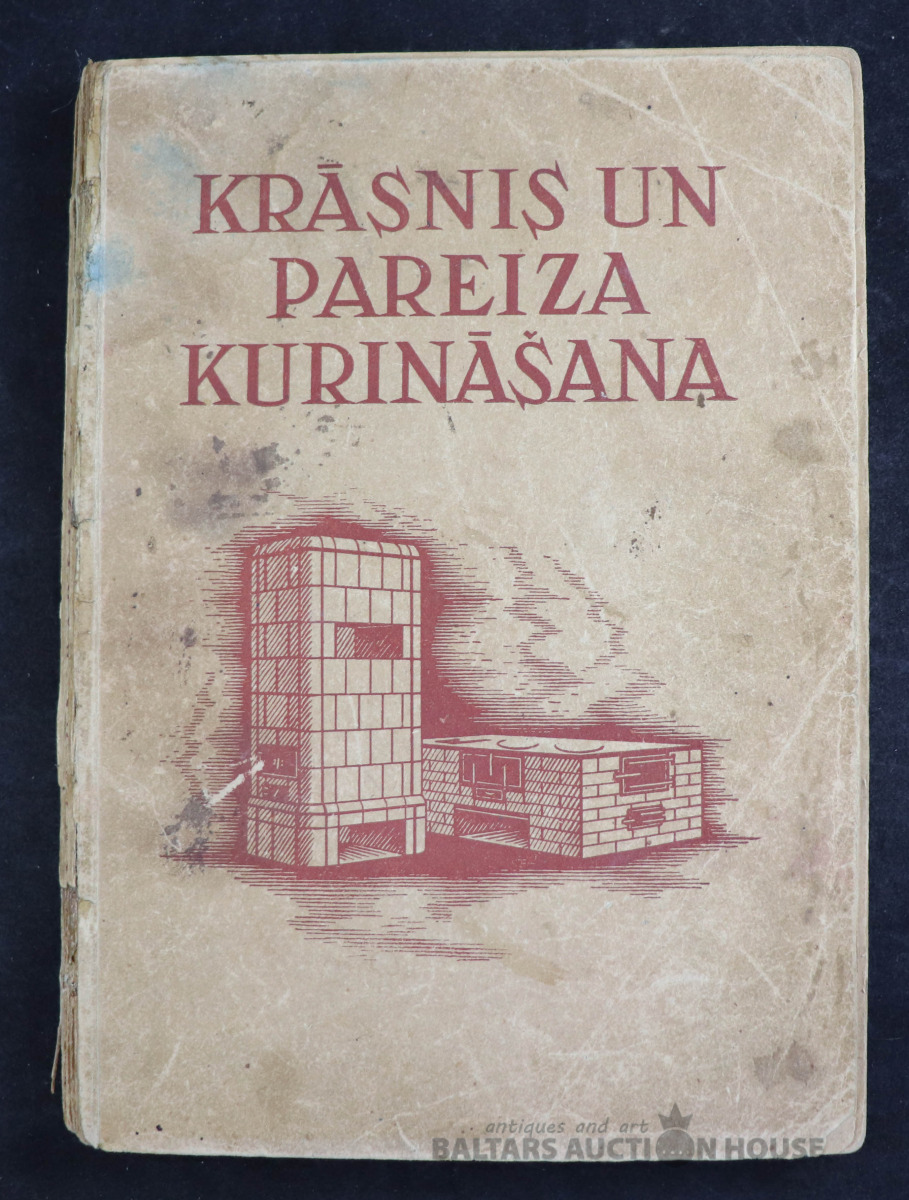 KRĀSNIS UN
PAREIZA
KURINĀŠANA
antiques and art
BALTARS AUCTION HOUSE